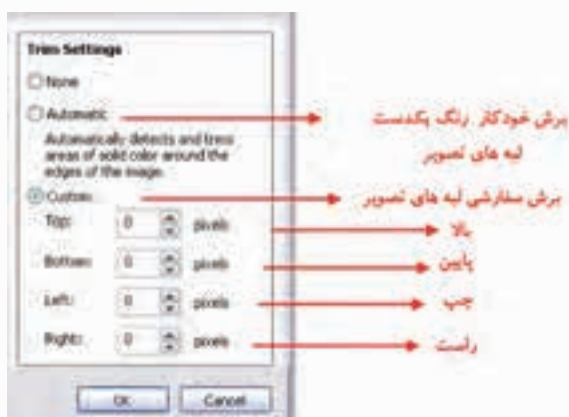 Trim Settings
None
Automatic
برش خودکار رنگ یکدست
لبه های تصویر
Automatically detects and trims
areas of solid color around the
edges of the image.
Custom
برش سفارشی لبه های تصویر
Top: 0 pixels
بالا
Bottom: 0 pixels
پایین
Left: 0 pixels
چپ
Right: 0 pixels
راست
OK Cancel